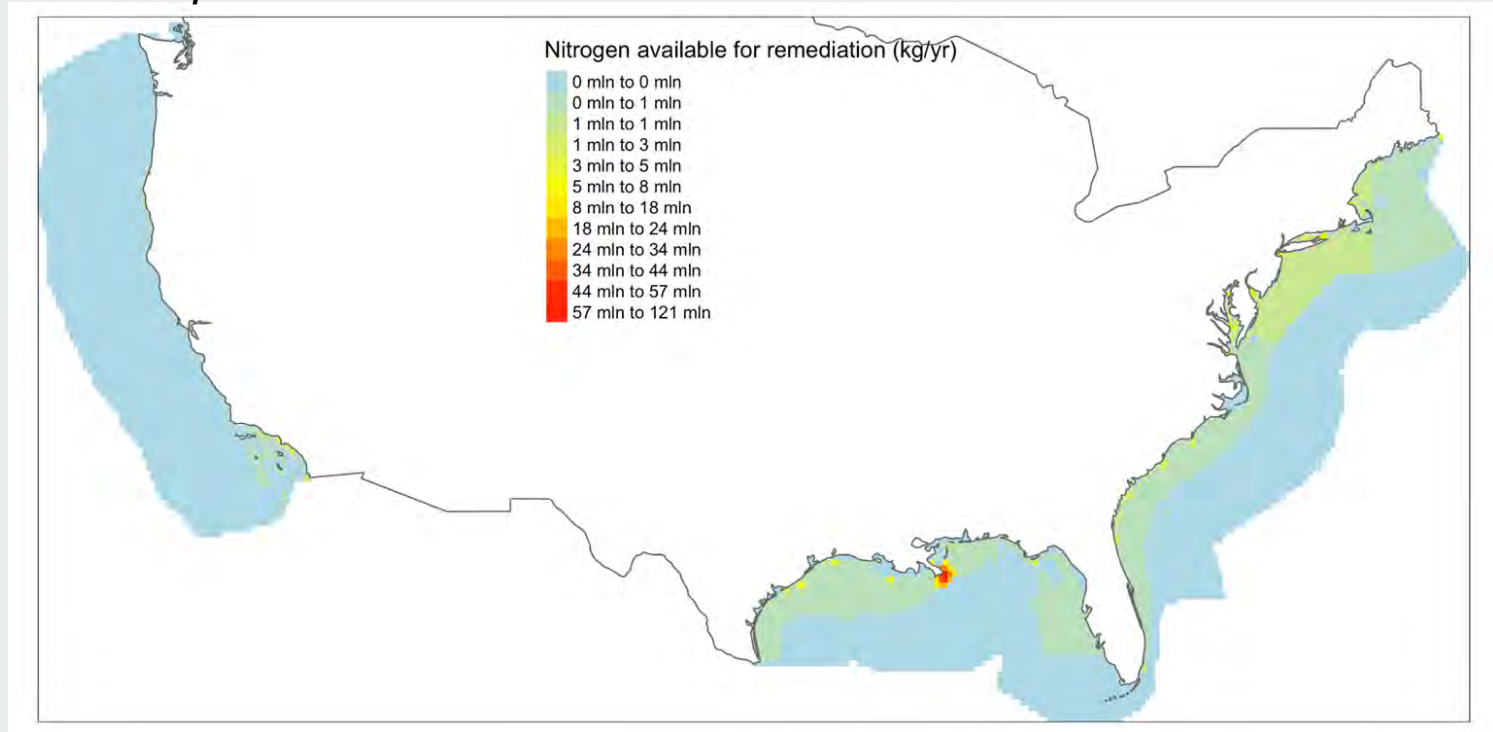 Nitrogen available for remediation (kg/yr)
0 mln to 0 mln
0 mln to 1 mln
1 mln to 1 mln
1 mln to 3 mln
3 mln to 5 mln
5 mln to 8 mln
8 mln to 18 mln
18 mln to 24 mln
24 mln to 34 mln
34 mln to 44 mln
44 mln to 57 mln
57 mln to 121 mln